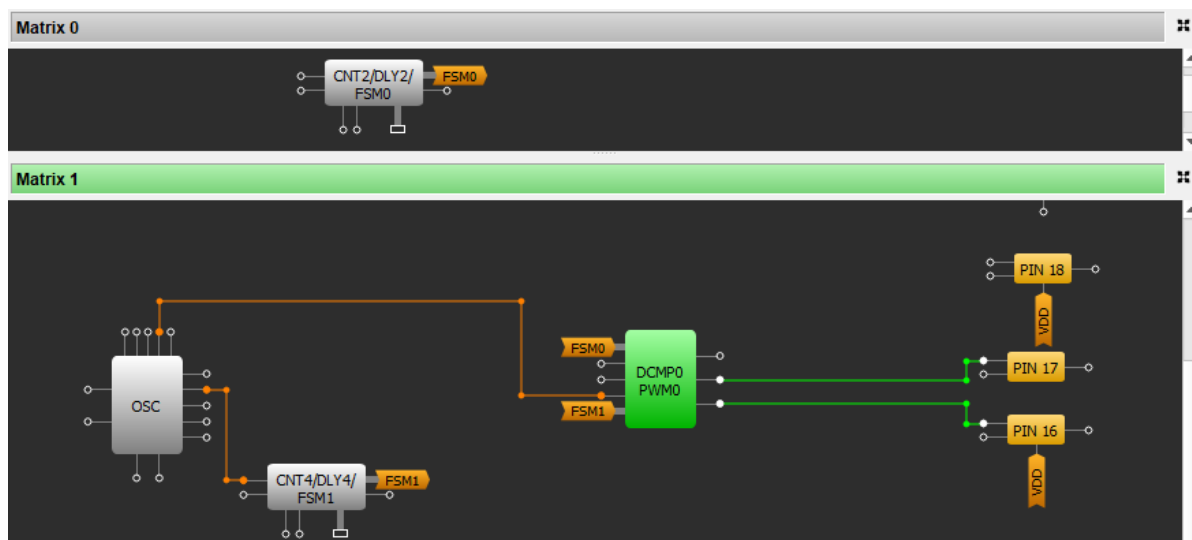 Matrix 0
CNT2/DLY2/
FSM0
FSM0
Matrix 1
PIN 18
VDD
FSM0
DCMP0
PWM0
FSM1
PIN 17
OSC
PIN 16
CNT4/DLY4/
FSM1
FSM1
VDD